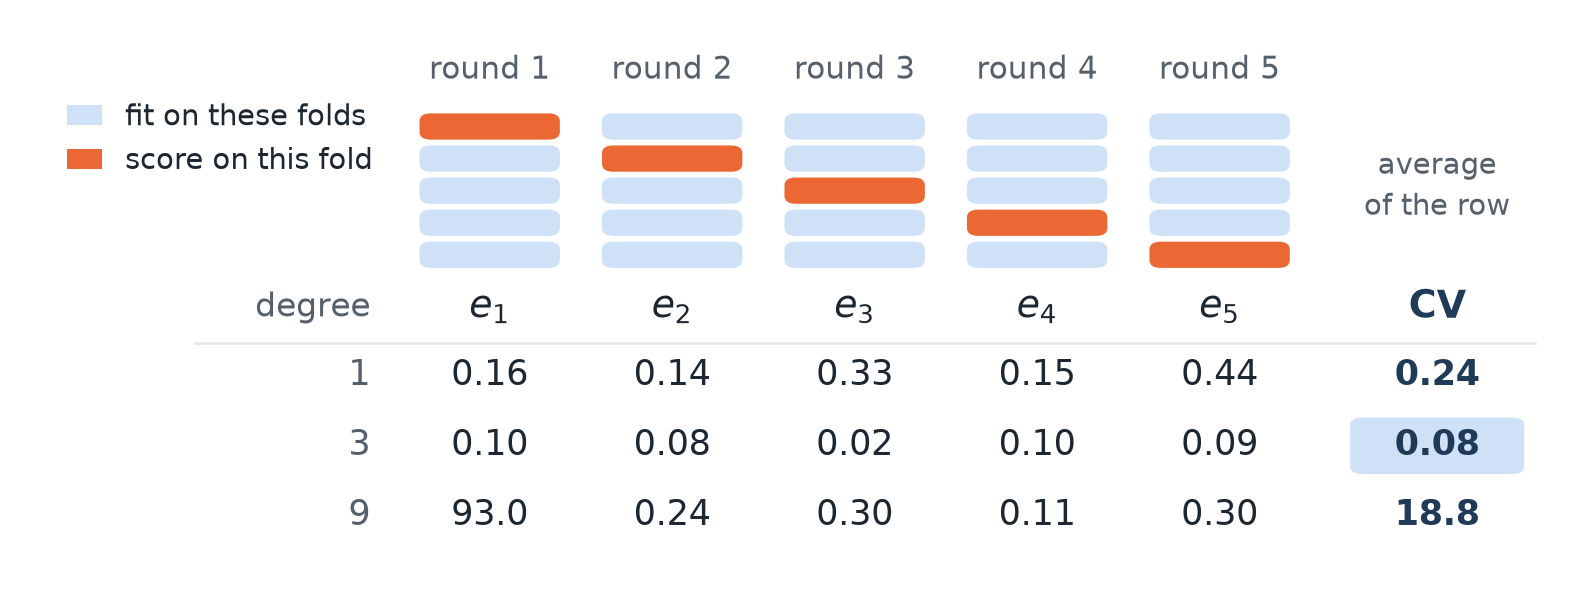 round 1 round 2 round 3 round 4 round 5
fit on these folds
score on this fold
average
of the row
degree e₁ e₂ e₃ e₄ e₅ CV
1 0.16 0.14 0.33 0.15 0.44 0.24
3 0.10 0.08 0.02 0.10 0.09 0.08
9 93.0 0.24 0.30 0.11 0.30 18.8